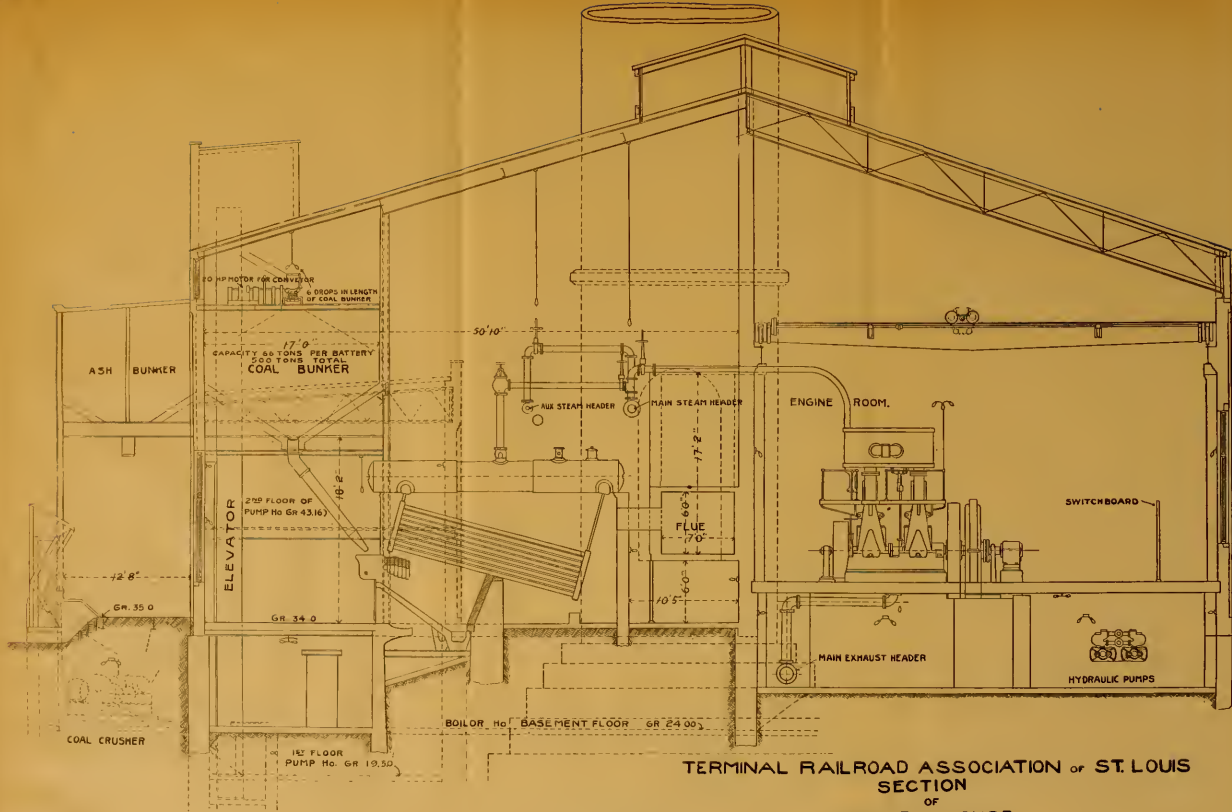 20 HP MOTOR FOR CONVEYOR
6 DROPS IN LENGTH
OF COAL BUNKER
50'10"
17'0"
CAPACITY 66 TONS PER BATTERY
500 TONS TOTAL
COAL BUNKER
ASH BUNKER
AUX STEAM HEADER
MAIN STEAM HEADER
ENGINE ROOM.
17'-2"
18'-2"
2ND FLOOR OF
PUMP Ho GR 43.16
ELEVATOR
6'0"
FLUE
7'0"
SWITCHBOARD
12'8"
6'0"
10'5"
GR. 35 0
GR. 34 0
MAIN EXHAUST HEADER
HYDRAULIC PUMPS
COAL CRUSHER
BOILOR Ho BASEMENT FLOOR GR 24 00
1ST FLOOR
PUMP Ho. GR 19.50
TERMINAL RAILROAD ASSOCIATION OF ST. LOUIS
SECTION
OF